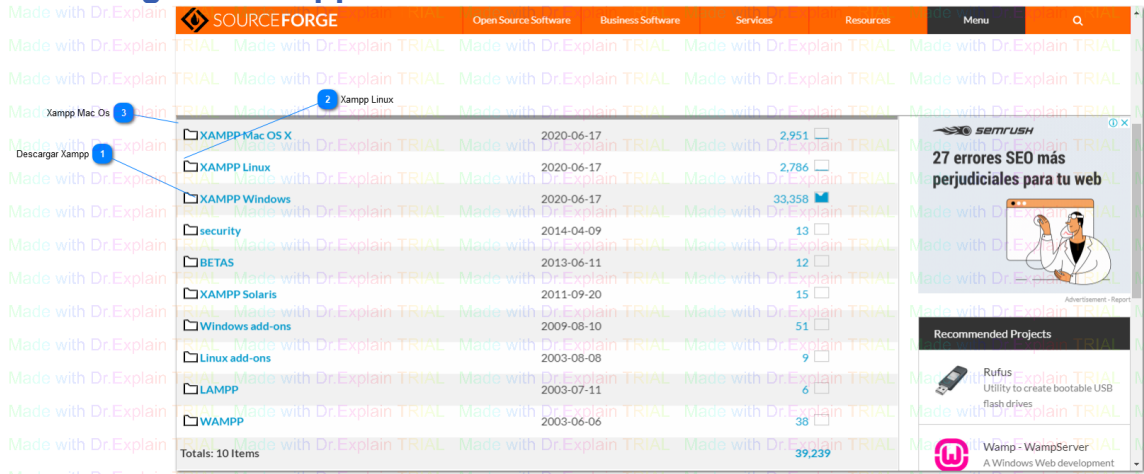 SOURCEFORGE
Open Source Software Business Software Services Resources Menu
2 Xampp Linux
Xampp Mac Os 3
Descargar Xampp 1
XAMPP Mac OS X 2020-06-17 2,951
XAMPP Linux 2020-06-17 2,786
XAMPP Windows 2020-06-17 33,358
security 2014-04-09 13
BETAS 2013-06-11 12
XAMPP Solaris 2011-09-20 15
Windows add-ons 2009-08-10 51
Linux add-ons 2003-08-08 9
LAMPP 2003-07-11 6
WAMPP 2003-06-06 38
Totals: 10 Items 39,239
semrush
27 errores SEO más
perjudiciales para tu web
Advertisement - Report
Recommended Projects
Rufus
Utility to create bootable USB
flash drives
Wamp - WampServer
A Windows Web development
Made with Dr.Explain TRIAL